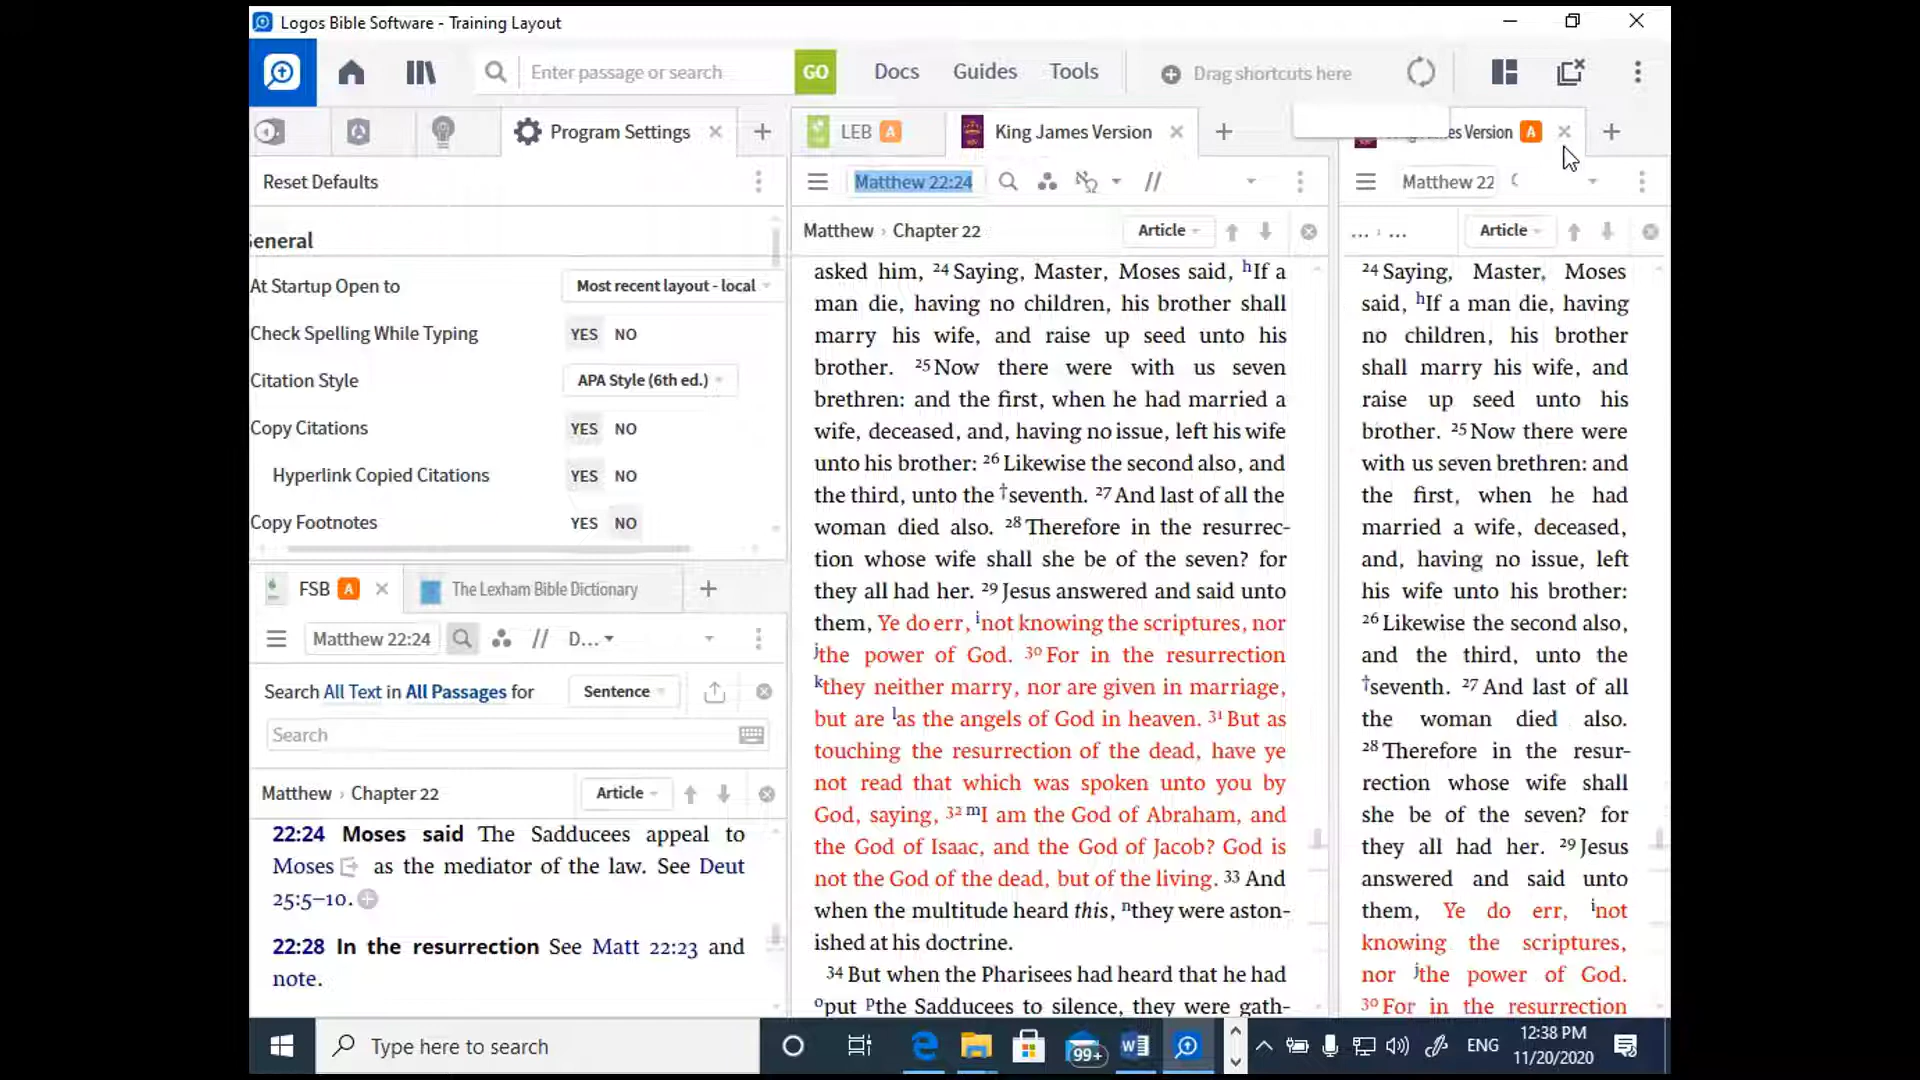 Logos Bible Software - Training Layout
Enter passage or search
GO
Docs
Guides
Tools
Drag shortcuts here
Program Settings
Reset Defaults
General
At Startup Open to
Most recent layout - local
Check Spelling While Typing
YES NO
Citation Style
APA Style (6th ed.)
Copy Citations
YES NO
Hyperlink Copied Citations
YES NO
Copy Footnotes
YES NO
FSB A
The Lexham Bible Dictionary
Matthew 22:24
D...
Search All Text in All Passages for
Sentence
Search
Matthew › Chapter 22
Article
22:24 Moses said The Sadducees appeal to
Moses as the mediator of the law. See Deut
25:5–10.
22:28 In the resurrection See Matt 22:23 and
note.
LEB A
King James Version
Matthew 22:24
Matthew › Chapter 22
Article
asked him, 24 Saying, Master, Moses said, h If a
man die, having no children, his brother shall
marry his wife, and raise up seed unto his
brother. 25 Now there were with us seven
brethren: and the first, when he had married a
wife, deceased, and, having no issue, left his wife
unto his brother: 26 Likewise the second also, and
the third, unto the † seventh. 27 And last of all the
woman died also. 28 Therefore in the resurrec-
tion whose wife shall she be of the seven? for
they all had her. 29 Jesus answered and said unto
them, Ye do err, i not knowing the scriptures, nor
j the power of God. 30 For in the resurrection
k they neither marry, nor are given in marriage,
but are l as the angels of God in heaven. 31 But as
touching the resurrection of the dead, have ye
not read that which was spoken unto you by
God, saying, 32 m I am the God of Abraham, and
the God of Isaac, and the God of Jacob? God is
not the God of the dead, but of the living. 33 And
when the multitude heard this, n they were aston-
ished at his doctrine.
34 But when the Pharisees had heard that he had
o put p the Sadducees to silence, they were gath-
es Version A
Matthew 22
... › ...
Article
24 Saying, Master, Moses
said, h If a man die, having
no children, his brother
shall marry his wife, and
raise up seed unto his
brother. 25 Now there were
with us seven brethren: and
the first, when he had
married a wife, deceased,
and, having no issue, left
his wife unto his brother:
26 Likewise the second also,
and the third, unto the
† seventh. 27 And last of all
the woman died also.
28 Therefore in the resur-
rection whose wife shall
she be of the seven? for
they all had her. 29 Jesus
answered and said unto
them, Ye do err, i not
knowing the scriptures,
nor j the power of God.
30 For in the resurrection
Type here to search
99+
ENG
12:38 PM
11/20/2020